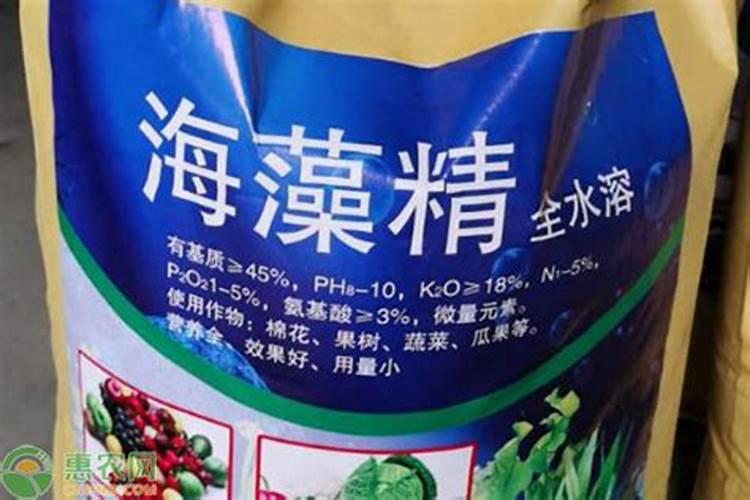 海藻精 全水溶
有基质≥45%，PH8-10，K2O≥18%，N1-5%，
P2O21-5%，氨基酸≥3%，微量元素。
使用作物：棉花、果树、蔬菜、瓜果等。
营养全、效果好、用量小
惠农网